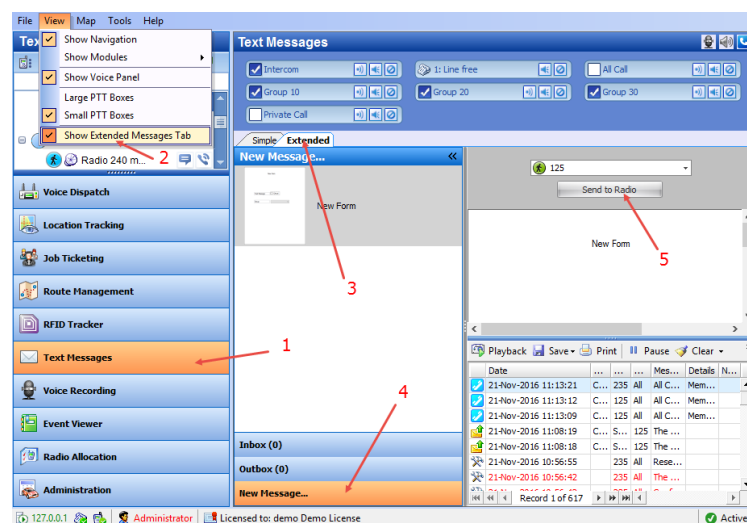 File View Map Tools Help
Tex
Show Navigation
Show Modules
Show Voice Panel
Large PTT Boxes
Small PTT Boxes
Show Extended Messages Tab
2
Radio 240 m...
Voice Dispatch
Location Tracking
Job Ticketing
Route Management
RFID Tracker
Text Messages
1
Voice Recording
Event Viewer
Radio Allocation
Administration
Text Messages
Intercom
1: Line free
All Call
Group 10
Group 20
Group 30
Private Call
Simple Extended
New Message...
New Form
3
4
Inbox (0)
Outbox (0)
New Message...
125
Send to Radio
New Form
5
Playback Save Print Pause Clear
Date ... ... ... Mes... Details N...
21-Nov-2016 11:13:21 C... 235 All All C... Mem...
21-Nov-2016 11:13:12 C... 125 All All C... Mem...
21-Nov-2016 11:13:09 C... 125 All All C... Mem...
21-Nov-2016 11:08:19 C... S... 125 The ...
21-Nov-2016 11:08:18 C... S... 125 The ...
21-Nov-2016 10:56:55 235 All Rese...
21-Nov-2016 10:56:42 235 All The ...
Record 1 of 617
127.0.0.1 Administrator Licensed to: demo Demo License Active